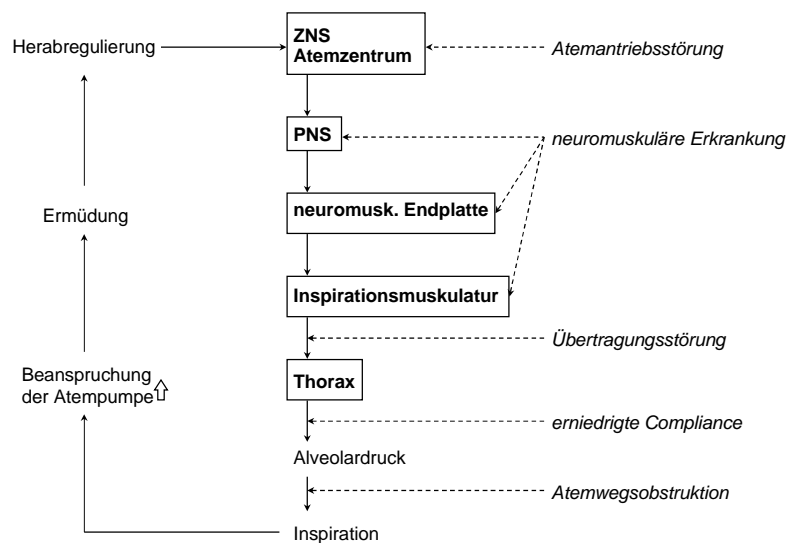 Herabregulierung
ZNS
Atemzentrum
Atemantriebsstörung
PNS
neuromuskuläre Erkrankung
Ermüdung
neuromusk. Endplatte
Inspirationsmuskulatur
Übertragungsstörung
Beanspruchung
der Atempumpe
Thorax
erniedrigte Compliance
Alveolardruck
Atemwegsobstruktion
Inspiration